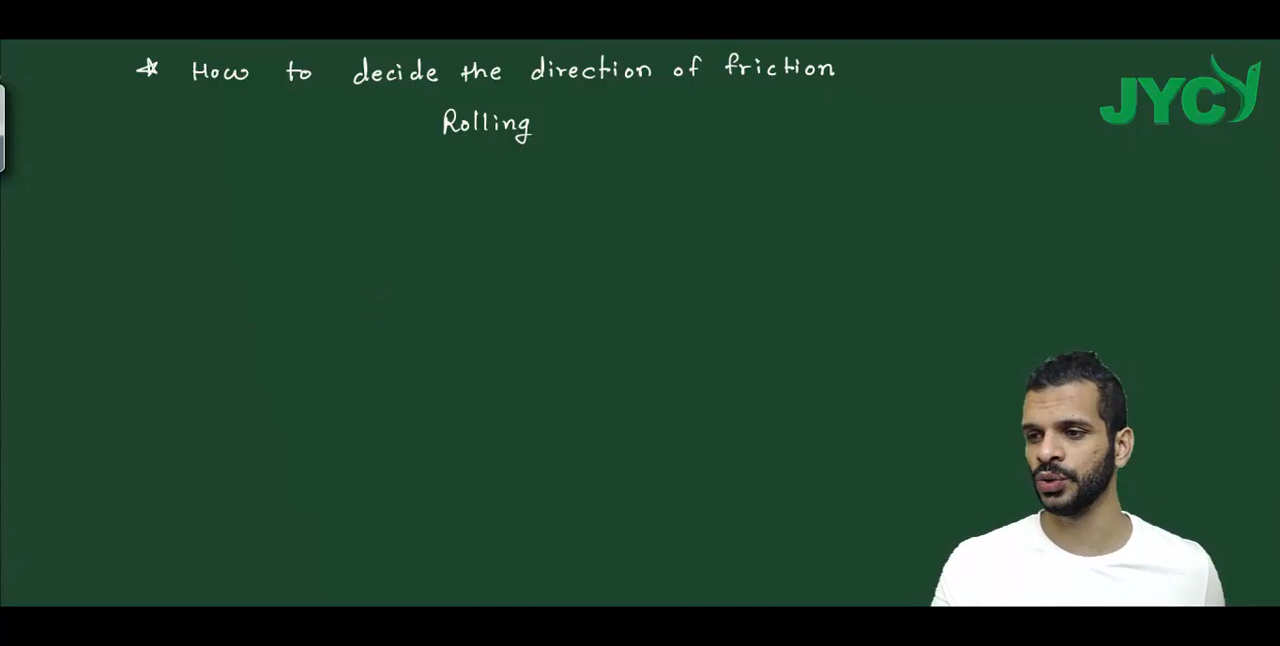 * How to decide the direction of friction
JYC
Rolling